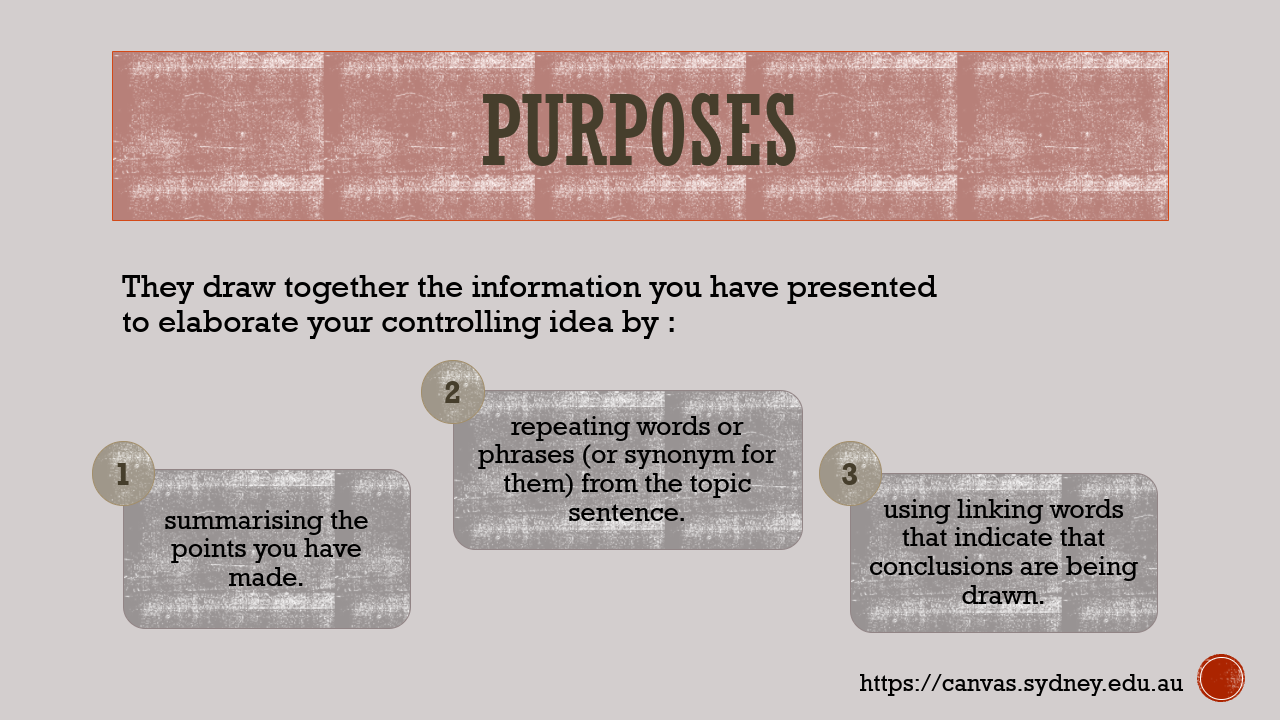 PURPOSES
They draw together the information you have presented
to elaborate your controlling idea by :
1
summarising the
points you have
made.
2
repeating words or
phrases (or synonym for
them) from the topic
sentence.
3
using linking words
that indicate that
conclusions are being
drawn.
https://canvas.sydney.edu.au